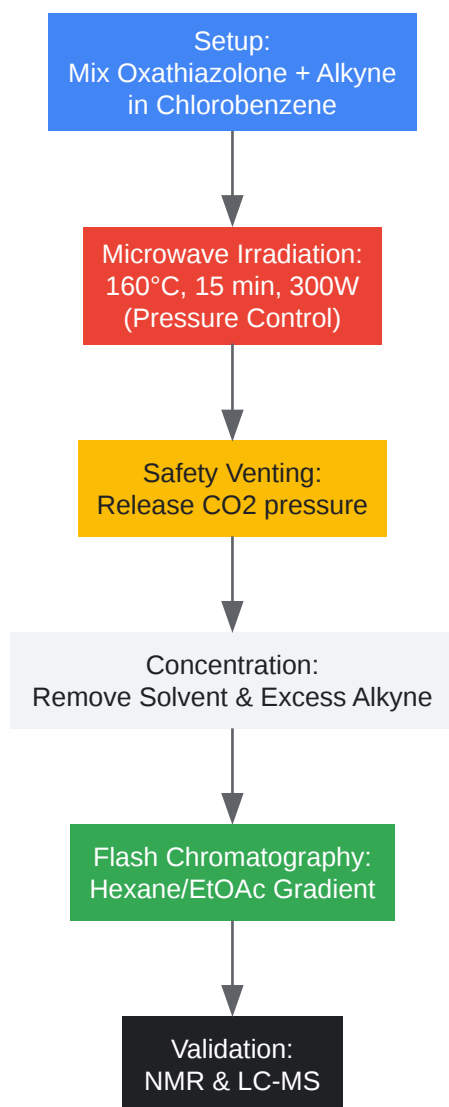 Setup:
Mix Oxathiazolone + Alkyne
in Chlorobenzene
Microwave Irradiation:
160°C, 15 min, 300W
(Pressure Control)
Safety Venting:
Release CO2 pressure
Concentration:
Remove Solvent & Excess Alkyne
Flash Chromatography:
Hexane/EtOAc Gradient
Validation:
NMR & LC-MS